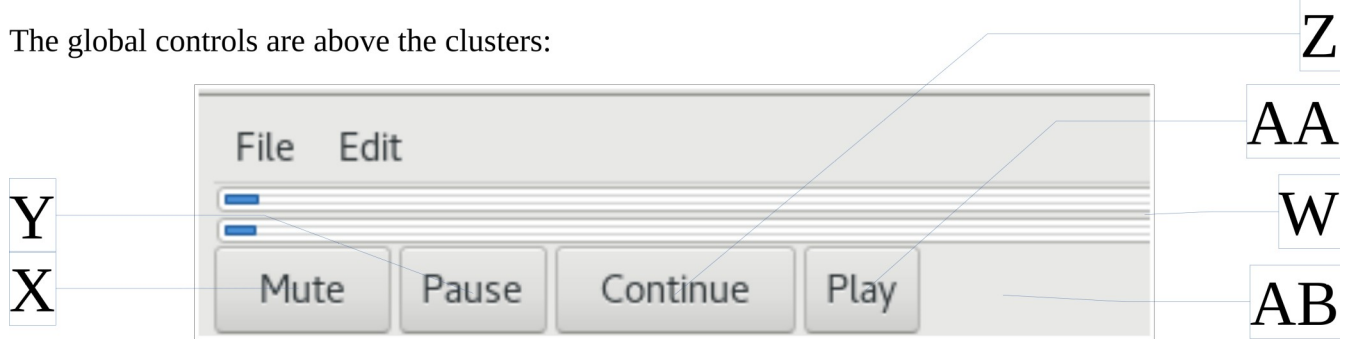 Z
The global controls are above the clusters:
AA
File Edit
Y
W
X
Mute Pause Continue Play
AB